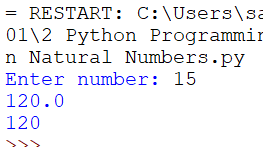 = RESTART: C:\Users\sa
01\2 Python Programmin
n Natural Numbers.py
Enter number: 15
120.0
120
>>>